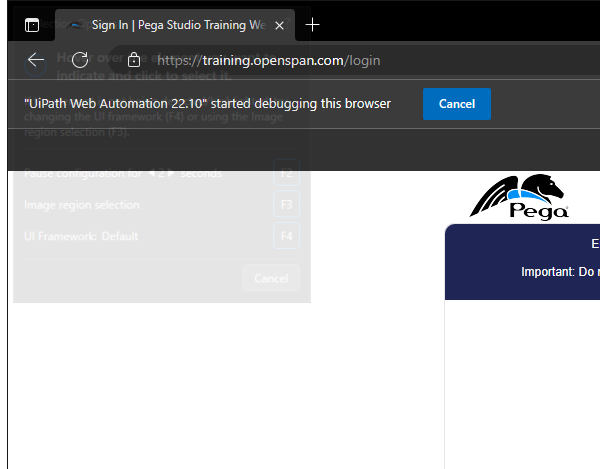 Sign In | Pega Studio Training We
https://training.openspan.com/login
"UiPath Web Automation 22.10" started debugging this browser
Cancel
Hover over the
indicate and click to select it.
changing the UI framework (F4) or using the Image
region selection (F3).
Pause configuration for 2 seconds
F2
Image region selection
F3
UI Framework: Default
F4
Cancel
Pega
E
Important: Do